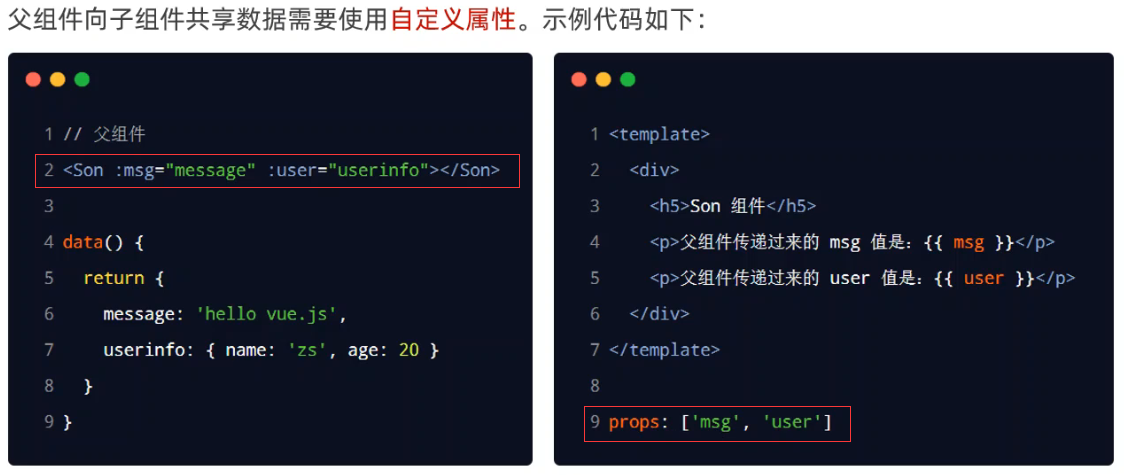 父组件向子组件共享数据需要使用自定义属性。示例代码如下：
1 // 父组件
2 <Son :msg="message" :user="userinfo"></Son>
3
4 data() {
5   return {
6     message: 'hello vue.js',
7     userinfo: { name: 'zs', age: 20 }
8   }
9 }
1 <template>
2   <div>
3     <h5>Son 组件</h5>
4     <p>父组件传递过来的 msg 值是：{{ msg }}</p>
5     <p>父组件传递过来的 user 值是：{{ user }}</p>
6   </div>
7 </template>
8
9 props: ['msg', 'user']